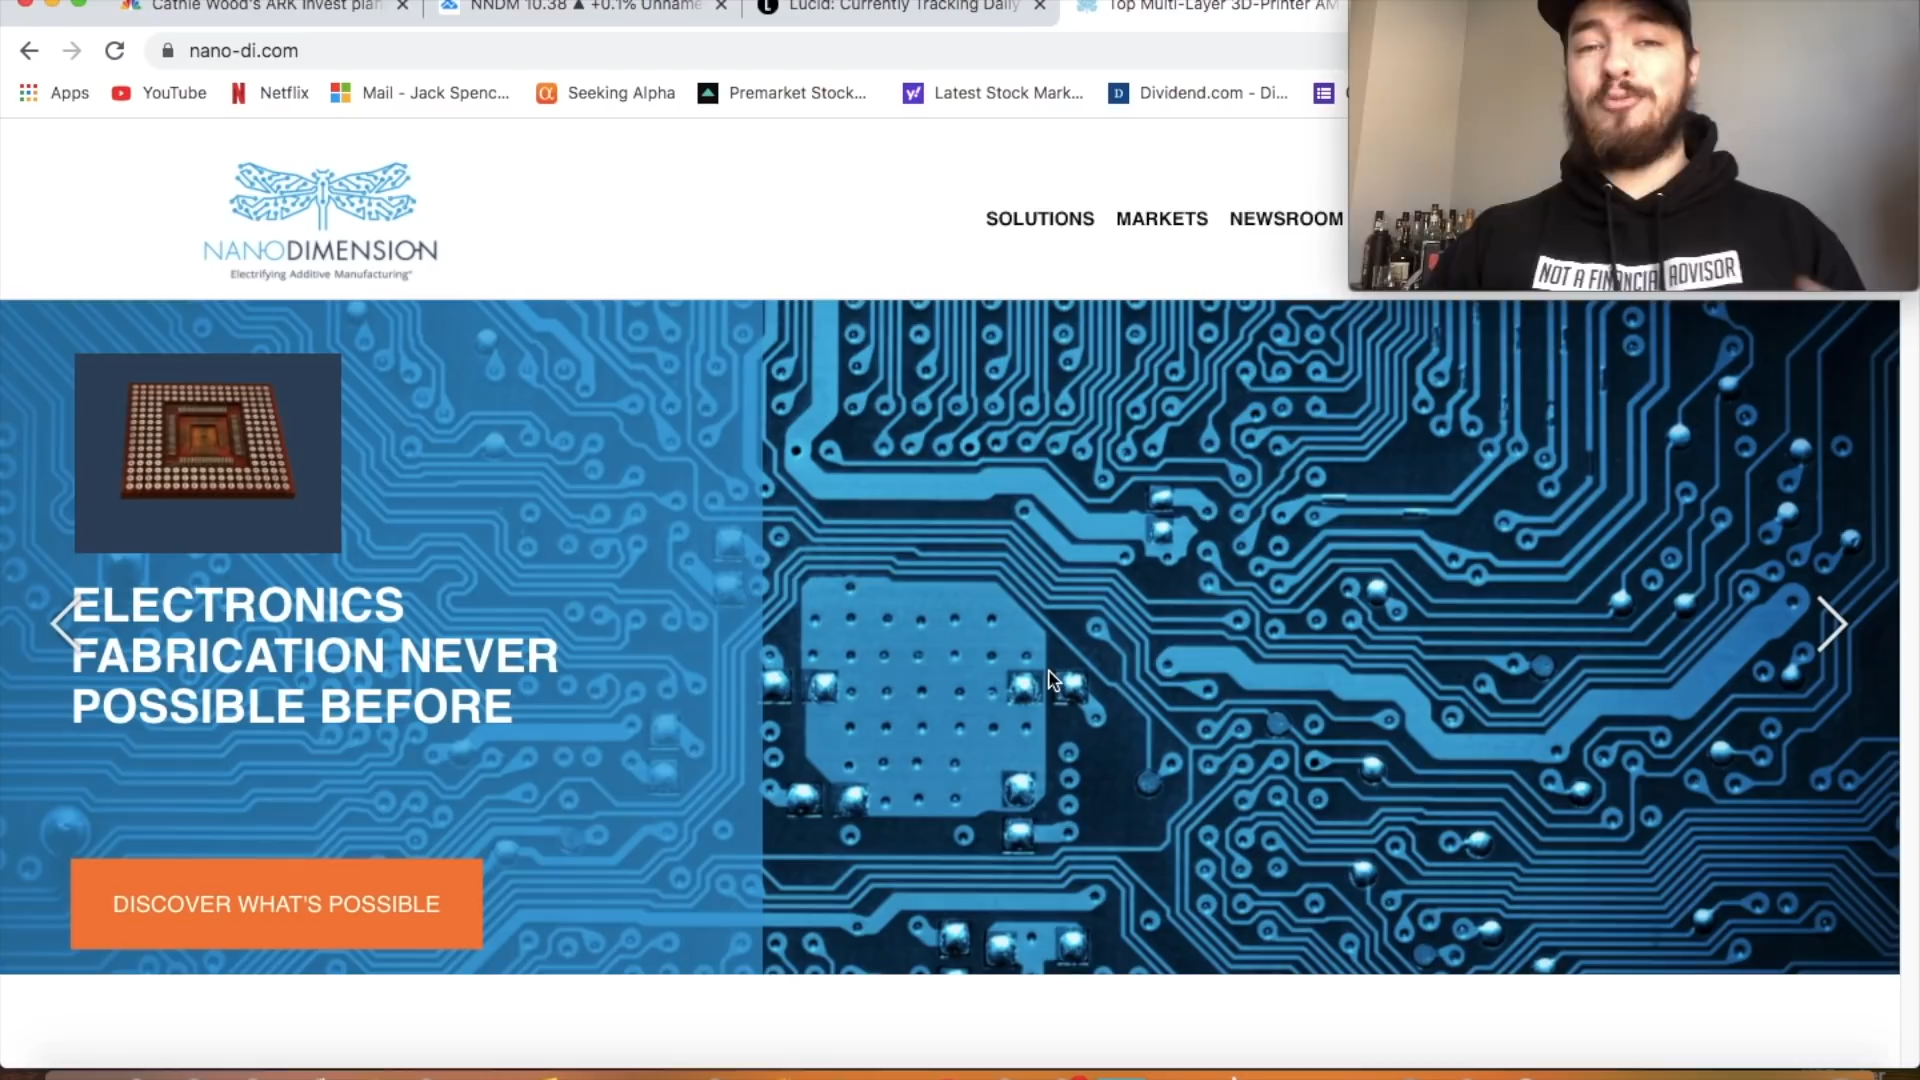 Cathie Wood's ARK Invest plan
NNDM 10.38 ▲ +0.1% Unname
Lucid: Currently Tracking Daily
Top Multi-Layer 3D-Printer AM
nano-di.com
Apps
YouTube
Netflix
Mail - Jack Spenc...
Seeking Alpha
Premarket Stock...
Latest Stock Mark...
Dividend.com - Di...
NANODIMENSION
Electrifying Additive Manufacturing
SOLUTIONS MARKETS NEWSROOM
NOT A FINANCIAL ADVISOR
ELECTRONICS
FABRICATION NEVER
POSSIBLE BEFORE
DISCOVER WHAT'S POSSIBLE